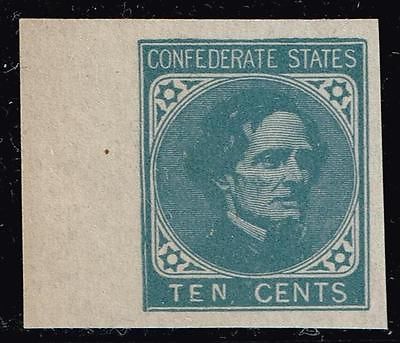 CONFEDERATE STATES
TEN CENTS